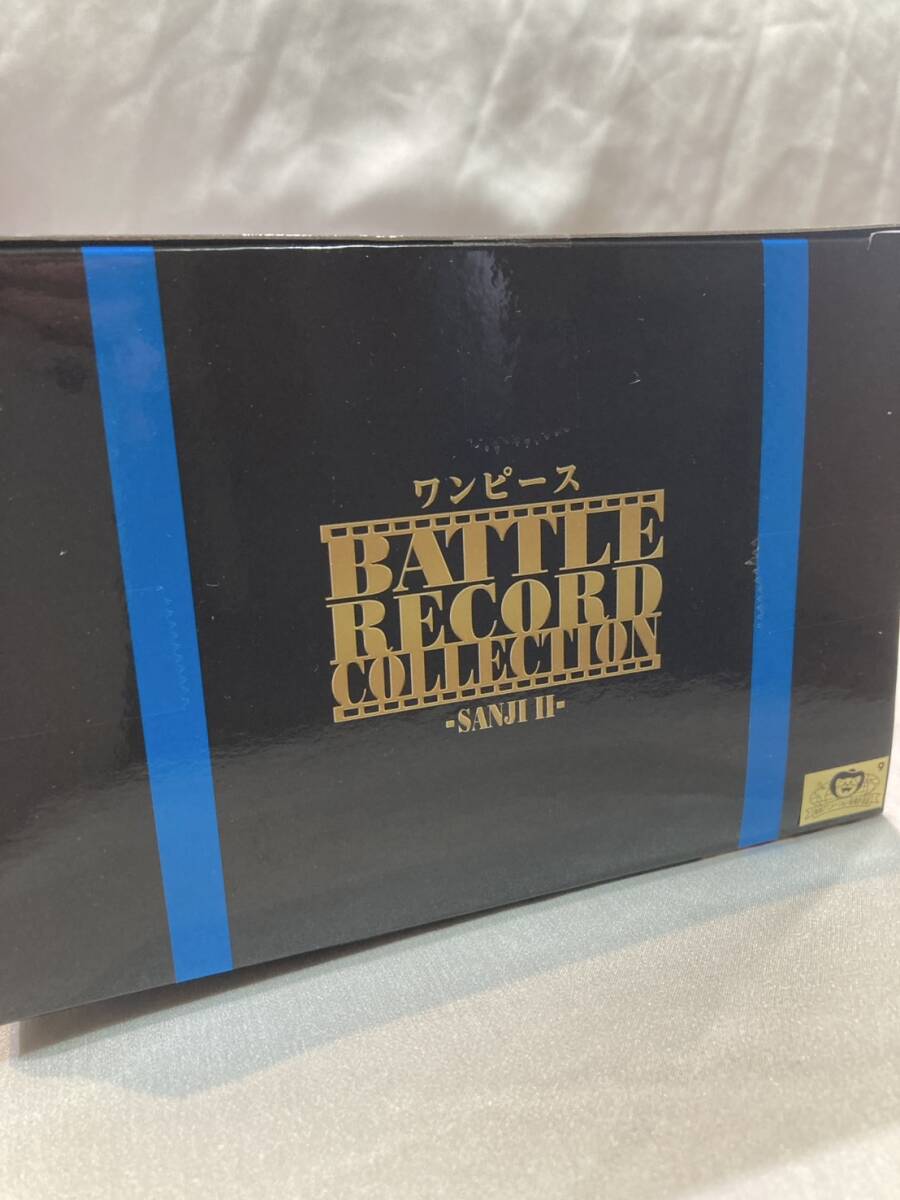 ワンピース
BATTLE
RECORD
COLLECTION
-SANJI II-